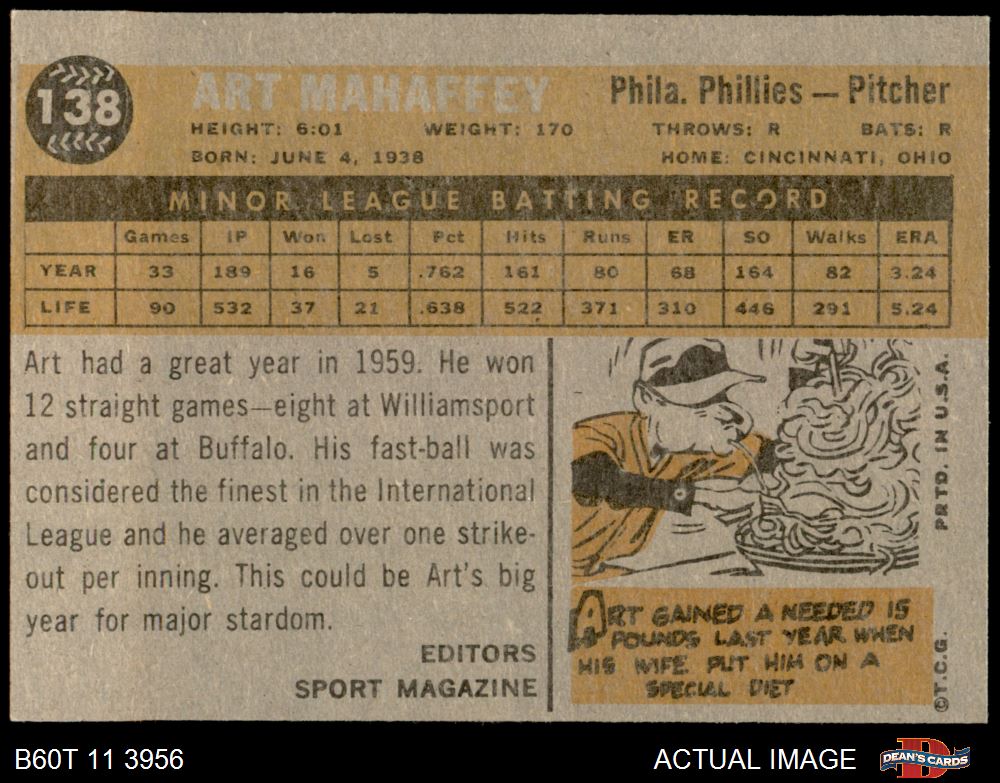 138
ART MAHAFFEY Phila. Phillies — Pitcher
HEIGHT: 6:01 WEIGHT: 170 THROWS: R BATS: R
BORN: JUNE 4, 1938 HOME: CINCINNATI, OHIO
MINOR LEAGUE BATTING RECORD
Games IP Won Lost Pct Hits Runs ER SO Walks ERA
YEAR 33 189 16 5 .762 161 80 68 164 82 3.24
LIFE 90 532 37 21 .638 522 371 310 446 291 5.24
Art had a great year in 1959. He won
12 straight games—eight at Williamsport
and four at Buffalo. His fast-ball was
considered the finest in the International
League and he averaged over one strike-
out per inning. This could be Art's big
year for major stardom.
EDITORS
SPORT MAGAZINE
ART GAINED A NEEDED 15
POUNDS LAST YEAR WHEN
HIS WIFE PUT HIM ON A
SPECIAL DIET
PRTD. IN U.S.A.
©T.C.G.
B60T 11 3956 ACTUAL IMAGE DEAN'S CARDS